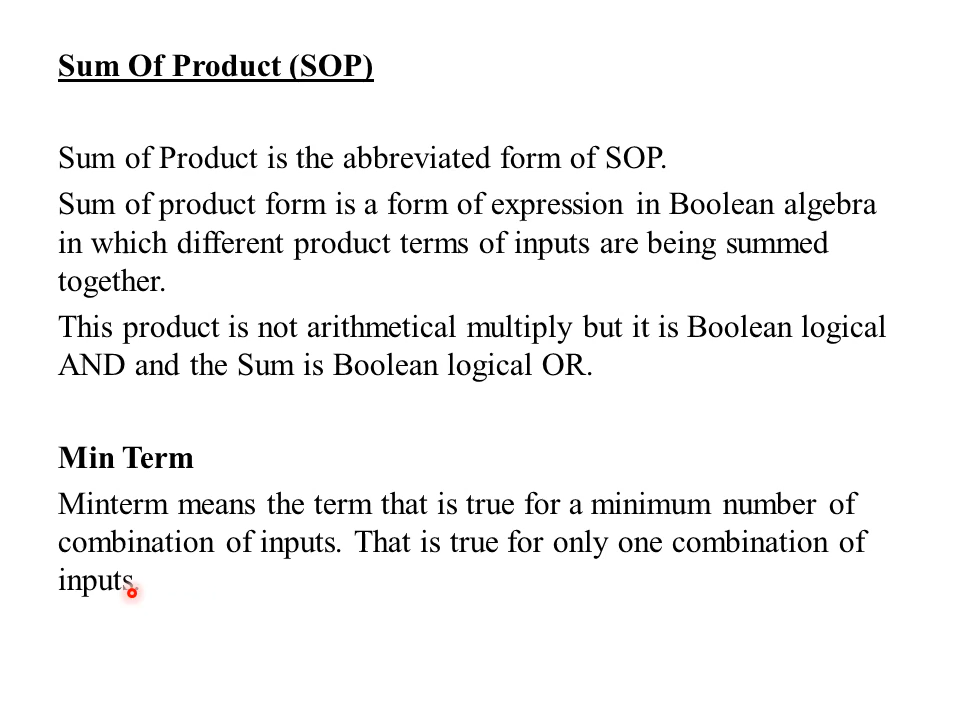 Sum Of Product (SOP)
Sum of Product is the abbreviated form of SOP.
Sum of product form is a form of expression in Boolean algebra
in which different product terms of inputs are being summed
together.
This product is not arithmetical multiply but it is Boolean logical
AND and the Sum is Boolean logical OR.
Min Term
Minterm means the term that is true for a minimum number of
combination of inputs. That is true for only one combination of
inputs.